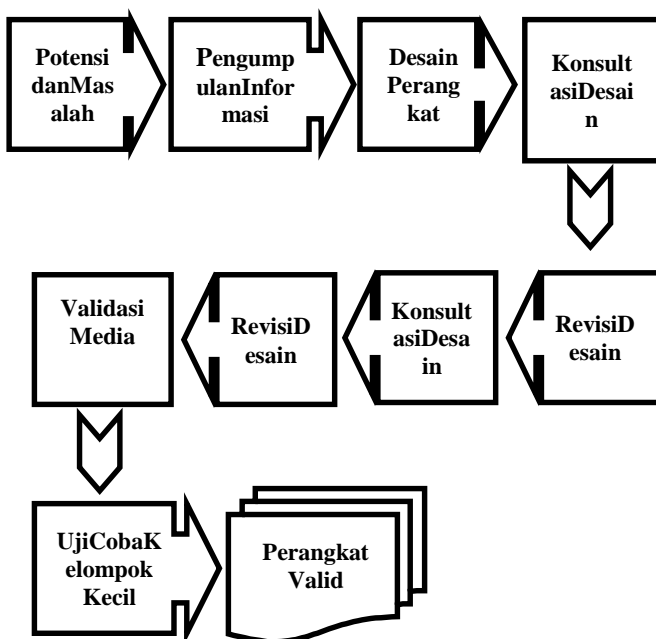 Potensi
danMas
alah
Pengump
ulanInfor
masi
Desain
Perang
kat
Konsult
asiDesai
n
RevisiD
esain
Konsult
asiDesa
in
RevisiD
esain
Validasi
Media
UjiCobaK
elompok
Kecil
Perangkat
Valid